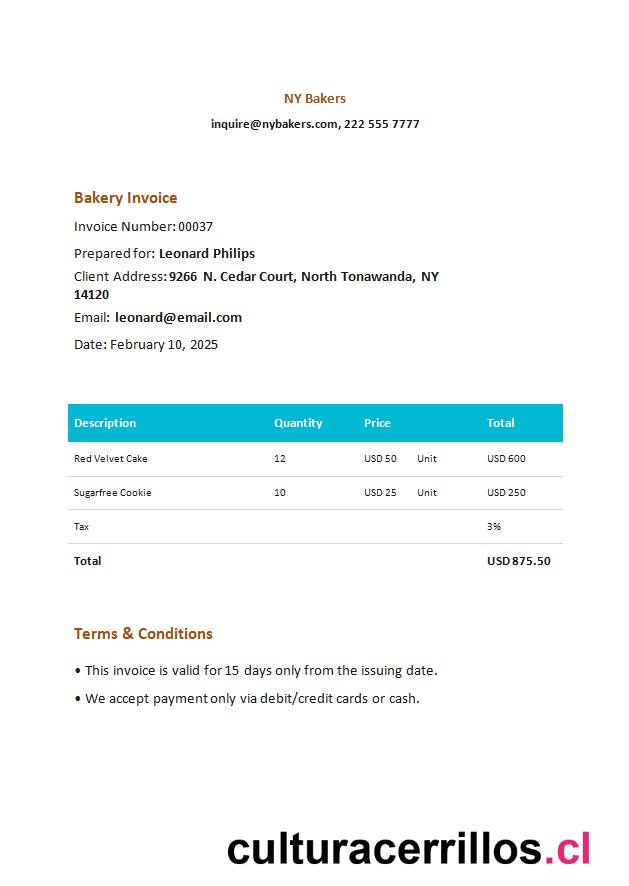 NY Bakers
inquire@nybakers.com, 222 555 7777
Bakery Invoice
Invoice Number: 00037
Prepared for: Leonard Philips
Client Address: 9266 N. Cedar Court, North Tonawanda, NY
14120
Email: leonard@email.com
Date: February 10, 2025
Description Quantity Price Total
Red Velvet Cake 12 USD 50 Unit USD 600
Sugarfree Cookie 10 USD 25 Unit USD 250
Tax 3%
Total USD 875.50
Terms & Conditions
• This invoice is valid for 15 days only from the issuing date.
• We accept payment only via debit/credit cards or cash.
culturacerrillos.cl